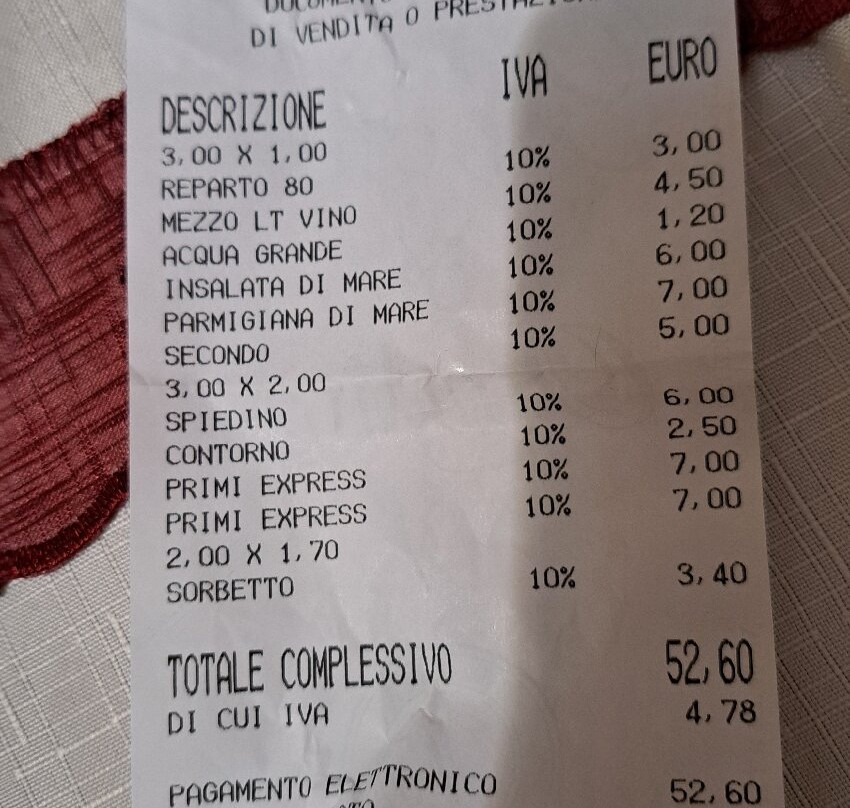 DI VENDITA O
DESCRIZIONE IVA EURO
3,00 X 1,00
REPARTO 80 10% 3,00
MEZZO LT VINO 10% 4,50
ACQUA GRANDE 10% 1,20
INSALATA DI MARE 10% 6,00
PARMIGIANA DI MARE 10% 7,00
SECONDO 10% 5,00
3,00 X 2,00
SPIEDINO 10% 6,00
CONTORNO 10% 2,50
PRIMI EXPRESS 10% 7,00
PRIMI EXPRESS 10% 7,00
2,00 X 1,70
SORBETTO 10% 3,40
TOTALE COMPLESSIVO 52,60
DI CUI IVA 4,78
PAGAMENTO ELETTRONICO 52,60